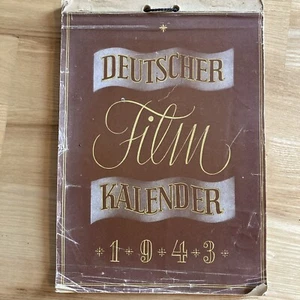 DEUTSCHER
Film
KALENDER
1943